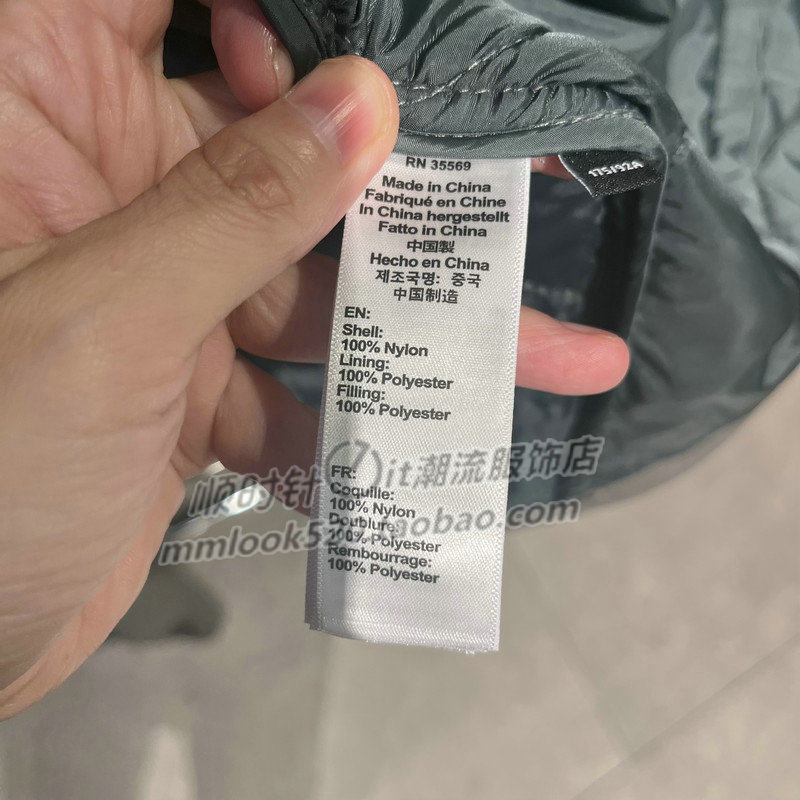 RN 35569
175/92A
Made in China
Fabriqué en Chine
In China hergestellt
Fatto in China
中国製
Hecho en China
제조국명: 중국
中国制造
EN:
Shell:
100% Nylon
Lining:
100% Polyester
Filling:
100% Polyester
FR:
Coquille:
100% Nylon
Doublure:
100% Polyester
Rembourrage:
100% Polyester
顺时针 it潮流服饰店
mmlook520.taobao.com